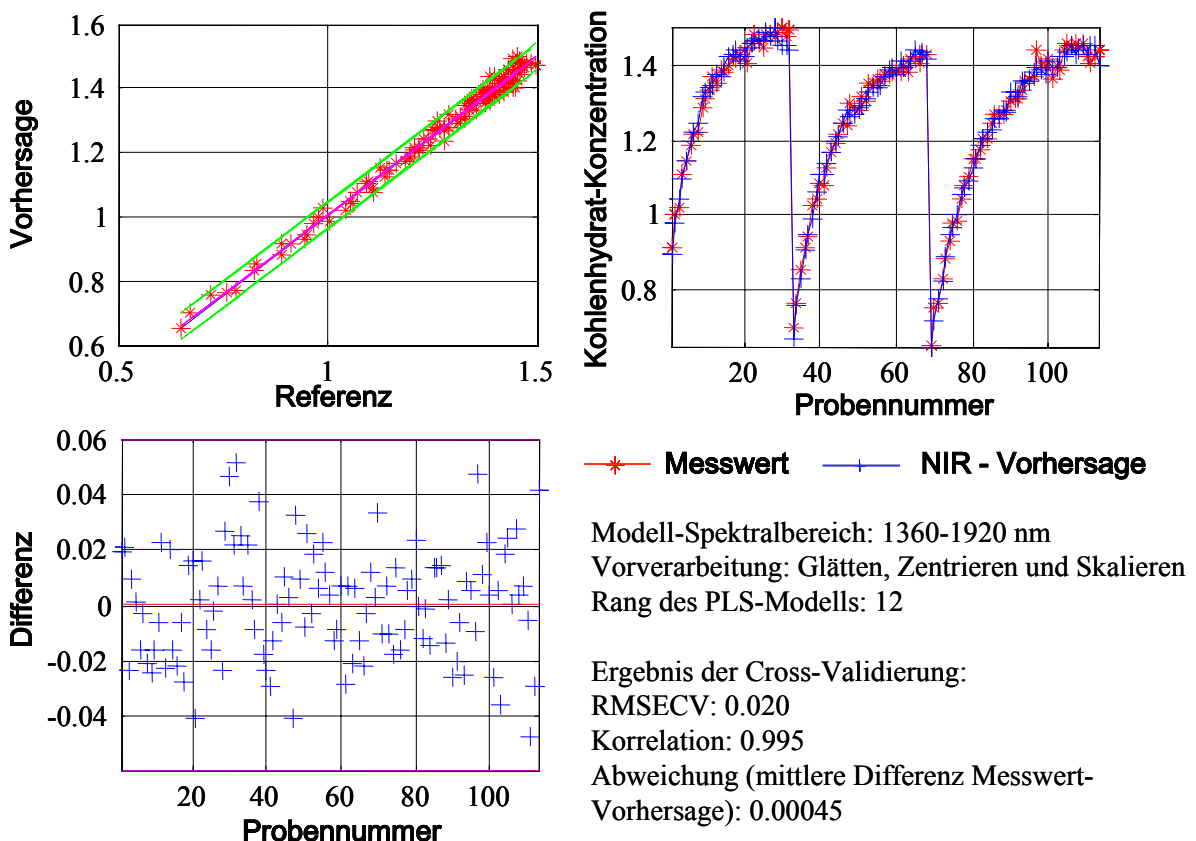 1.6
1.4
1.2
1
0.8
0.6
0.5
1
1.5
Vorhersage
Referenz
1.4
1.2
1
0.8
20
40
60
80
100
Kohlenhydrat-Konzentration
Probennummer
0.06
0.04
0.02
0
-0.02
-0.04
20
40
60
80
100
Differenz
Probennummer
Messwert
NIR - Vorhersage
Modell-Spektralbereich: 1360-1920 nm
Vorverarbeitung: Glätten, Zentrieren und Skalieren
Rang des PLS-Modells: 12
Ergebnis der Cross-Validierung:
RMSECV: 0.020
Korrelation: 0.995
Abweichung (mittlere Differenz Messwert-
Vorhersage): 0.00045